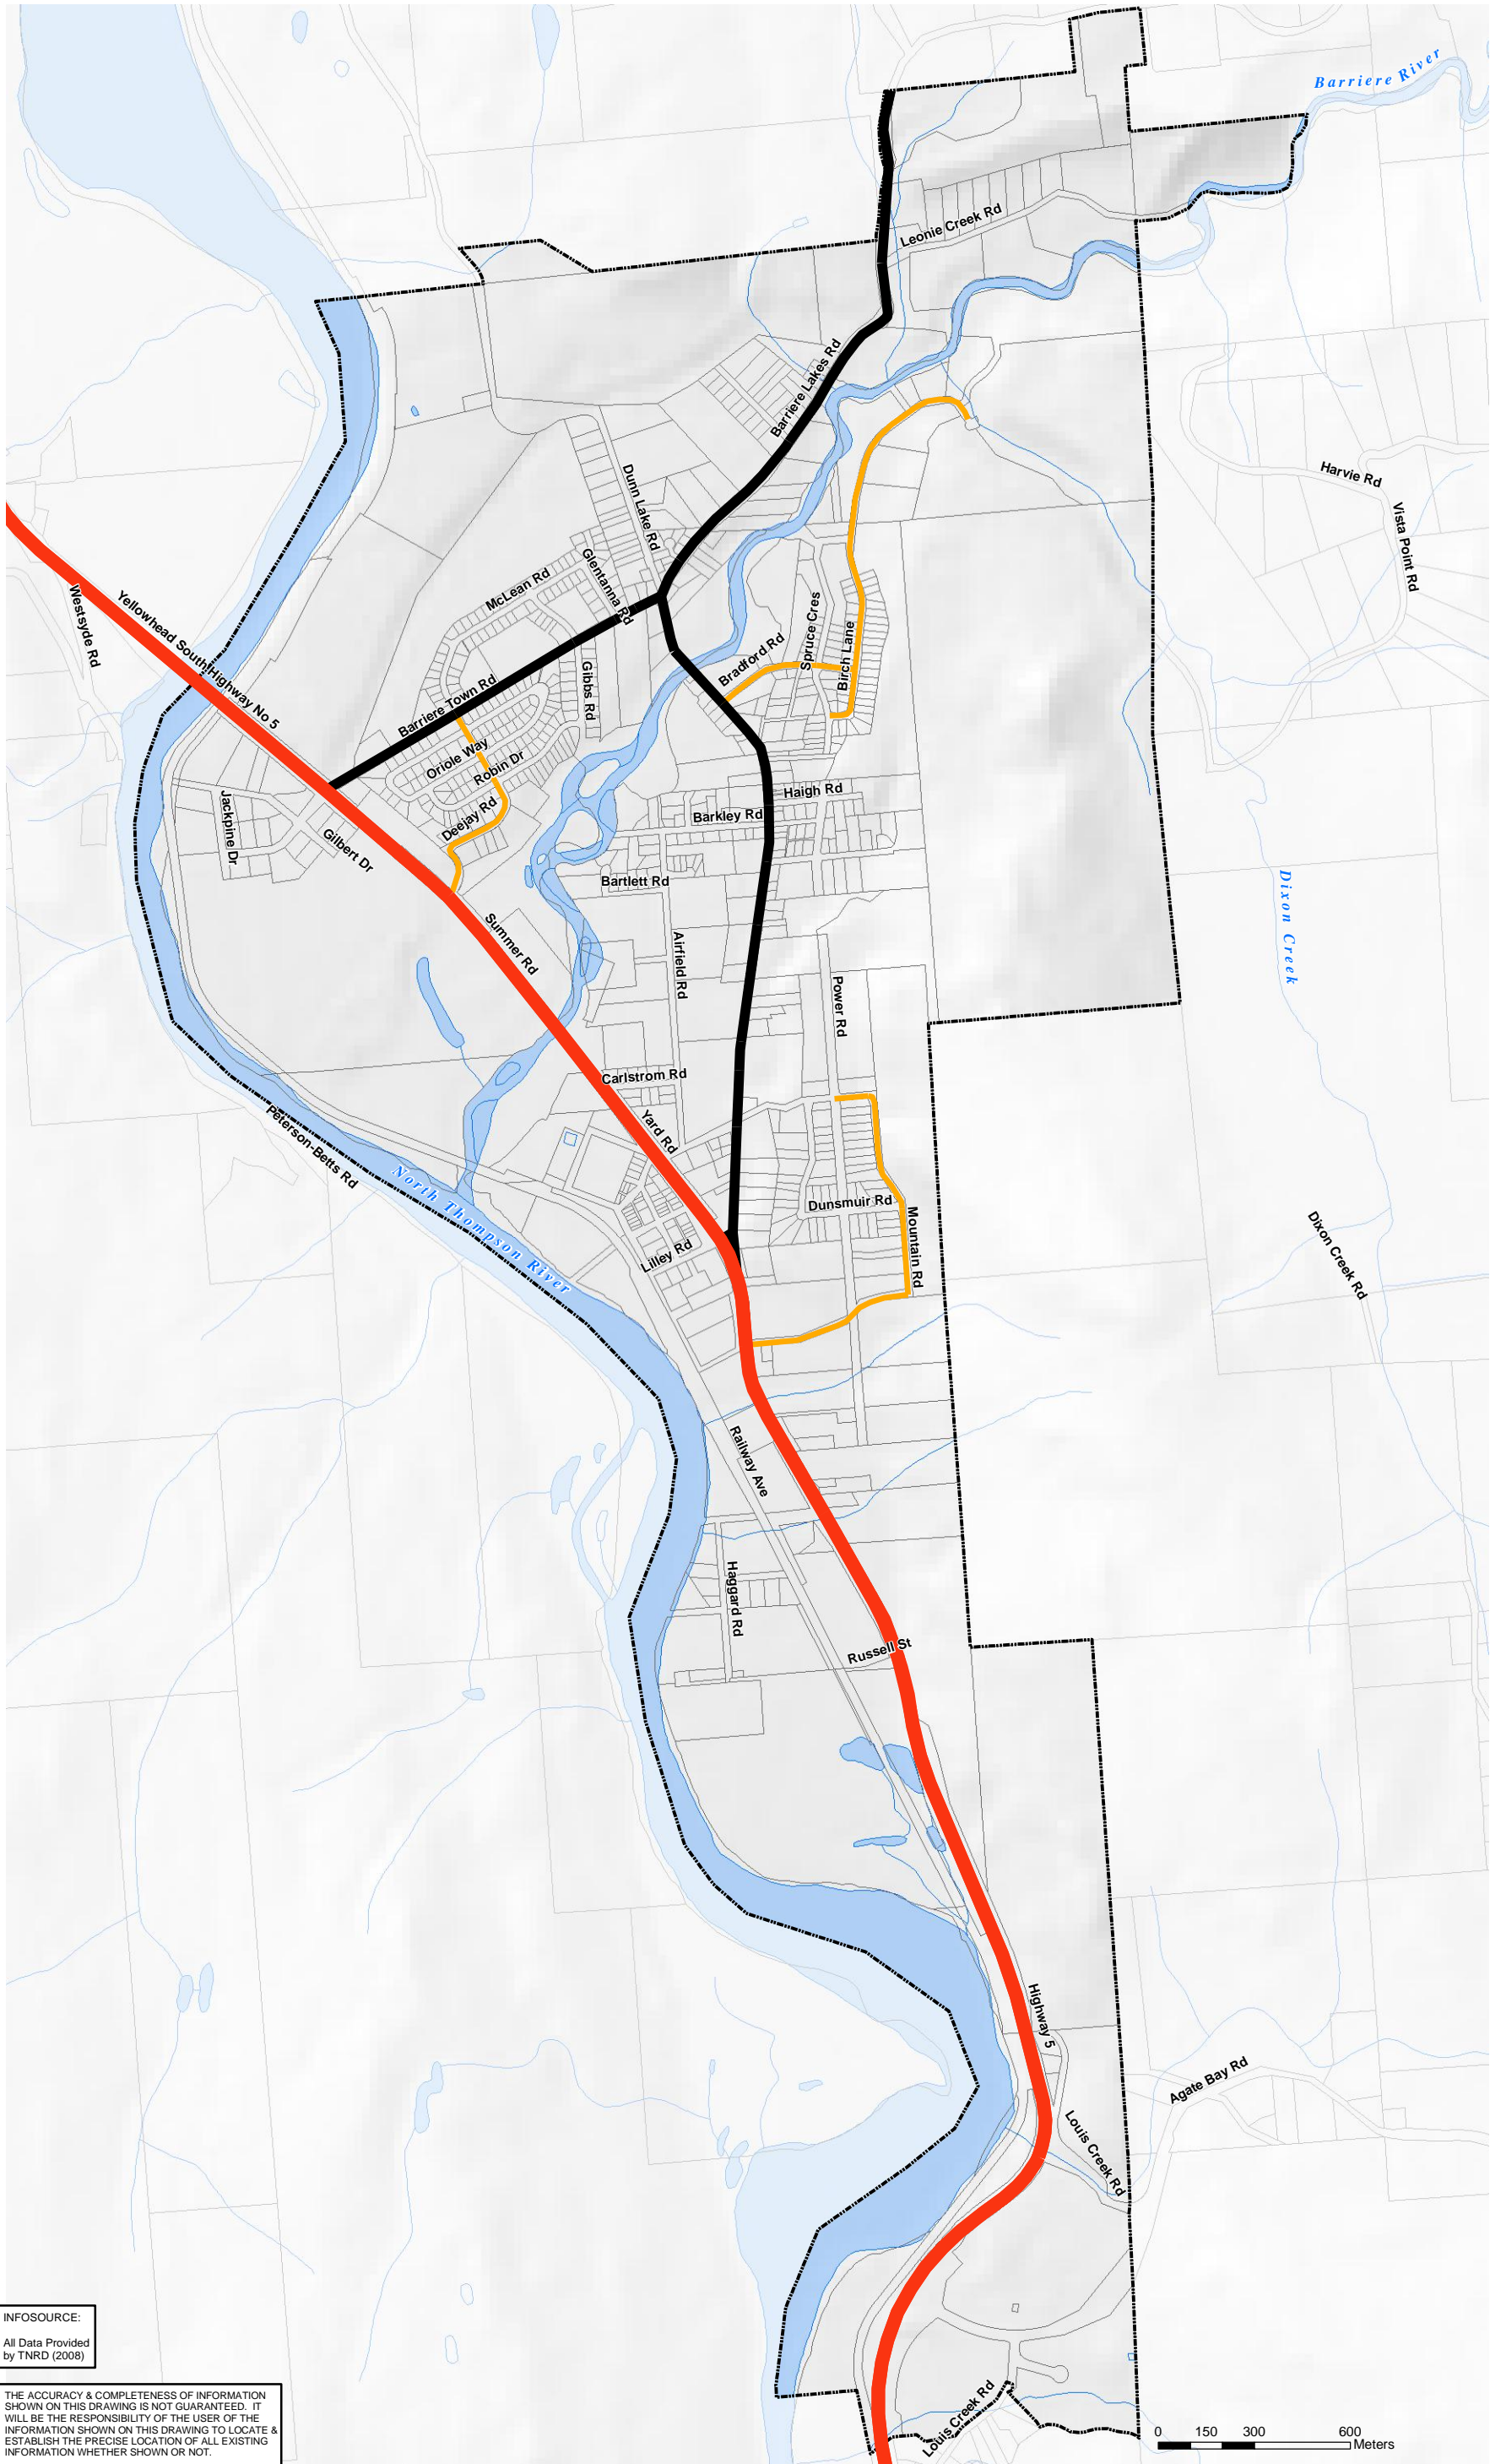 Barriere River
Leonie Creek Rd
Barriere Lakes Rd
Harvie Rd
Vista Point Rd
Dunn Lake Rd
Glentanna Rd
McLean Rd
Westsyde Rd
Yellowhead South Highway No 5
Spruce Cres
Birch Lane
Bradford Rd
Gibbs Rd
Barriere Town Rd
Oriole Way
Robin Dr
Deejay Rd
Jackpine Dr
Gilbert Dr
Haigh Rd
Barkley Rd
Bartlett Rd
Summer Rd
Airfield Rd
Power Rd
Dixon Creek
Carlstrom Rd
Yard Rd
Peterson-Betts Rd
North Thompson River
Dunsmuir Rd
Mountain Rd
Lilley Rd
Dixon Creek Rd
Railway Ave
Haggard Rd
Russell St
Highway 5
Agate Bay Rd
Louis Creek Rd
Louis Creek Rd
INFOSOURCE:
All Data Provided
by TNRD (2008)
THE ACCURACY & COMPLETENESS OF INFORMATION
SHOWN ON THIS DRAWING IS NOT GUARANTEED. IT
WILL BE THE RESPONSIBILITY OF THE USER OF THE
INFORMATION SHOWN ON THIS DRAWING TO LOCATE &
ESTABLISH THE PRECISE LOCATION OF ALL EXISTING
INFORMATION WHETHER SHOWN OR NOT.
0 150 300 600
Meters